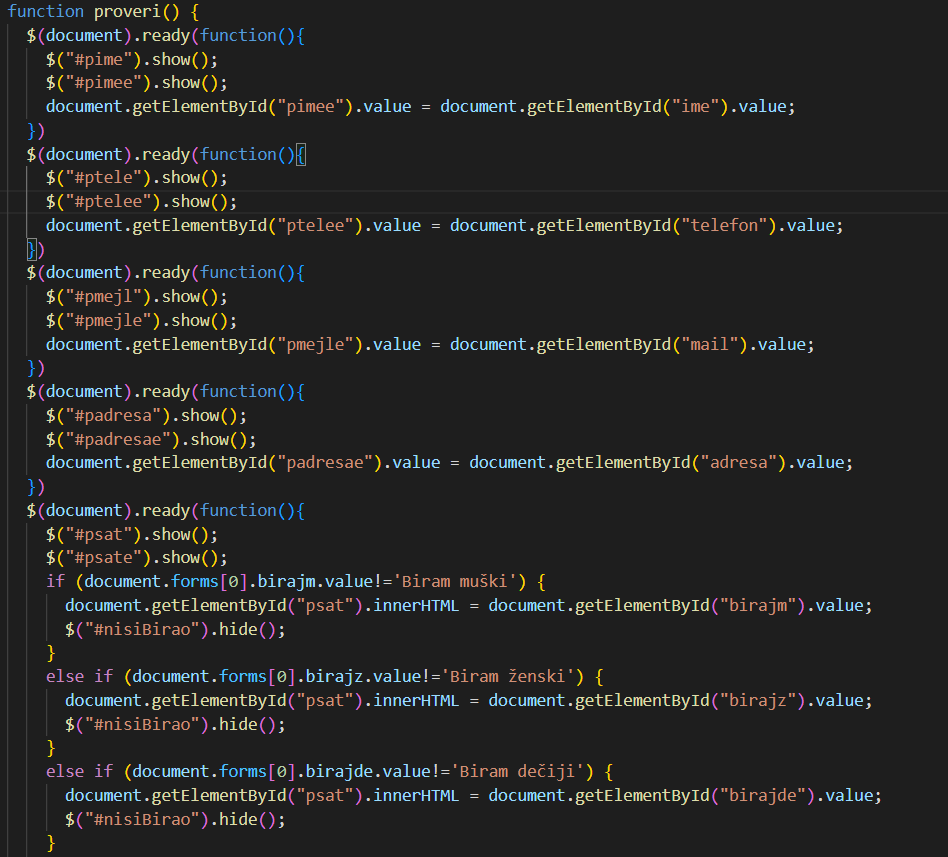 function proveri() {
$(document).ready(function(){
$("#pime").show();
$("#pimee").show();
document.getElementById("pimee").value = document.getElementById("ime").value;
})
$(document).ready(function(){
$("#ptele").show();
$("#ptelee").show();
document.getElementById("ptelee").value = document.getElementById("telefon").value;
})
$(document).ready(function(){
$("#pmejl").show();
$("#pmejle").show();
document.getElementById("pmejle").value = document.getElementById("mail").value;
})
$(document).ready(function(){
$("#padresa").show();
$("#padresae").show();
document.getElementById("padresae").value = document.getElementById("adresa").value;
})
$(document).ready(function(){
$("#psat").show();
$("#psate").show();
if (document.forms[0].birajm.value!='Biram muški') {
document.getElementById("psat").innerHTML = document.getElementById("birajm").value;
$("#nisiBirao").hide();
}
else if (document.forms[0].birajz.value!='Biram ženski') {
document.getElementById("psat").innerHTML = document.getElementById("birajz").value;
$("#nisiBirao").hide();
}
else if (document.forms[0].birajde.value!='Biram dečiji') {
document.getElementById("psat").innerHTML = document.getElementById("birajde").value;
$("#nisiBirao").hide();
}